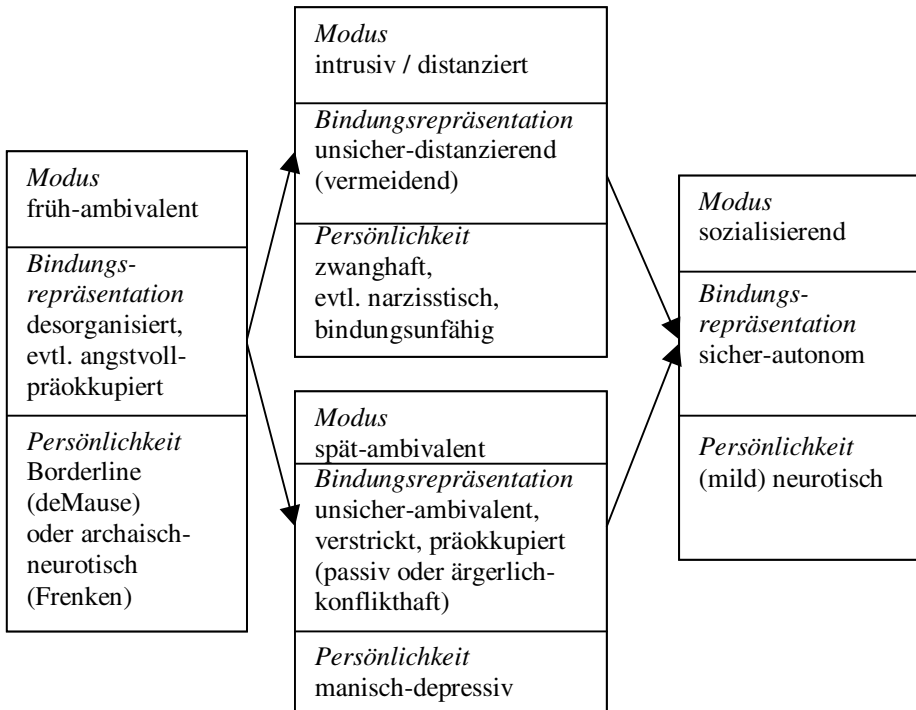 Modus
früh-ambivalent
Bindungs-
repräsentation
desorganisiert,
evtl. angstvoll-
präokkupiert
Persönlichkeit
Borderline
(deMause)
oder archaisch-
neurotisch
(Frenken)
Modus
intrusiv / distanziert
Bindungsrepräsentation
unsicher-distanzierend
(vermeidend)
Persönlichkeit
zwanghaft,
evtl. narzisstisch,
bindungsunfähig
Modus
spät-ambivalent
Bindungsrepräsentation
unsicher-ambivalent,
verstrickt, präokkupiert
(passiv oder ärgerlich-
konflikthaft)
Persönlichkeit
manisch-depressiv
Modus
sozialisierend
Bindungs-
repräsentation
sicher-autonom
Persönlichkeit
(mild) neurotisch